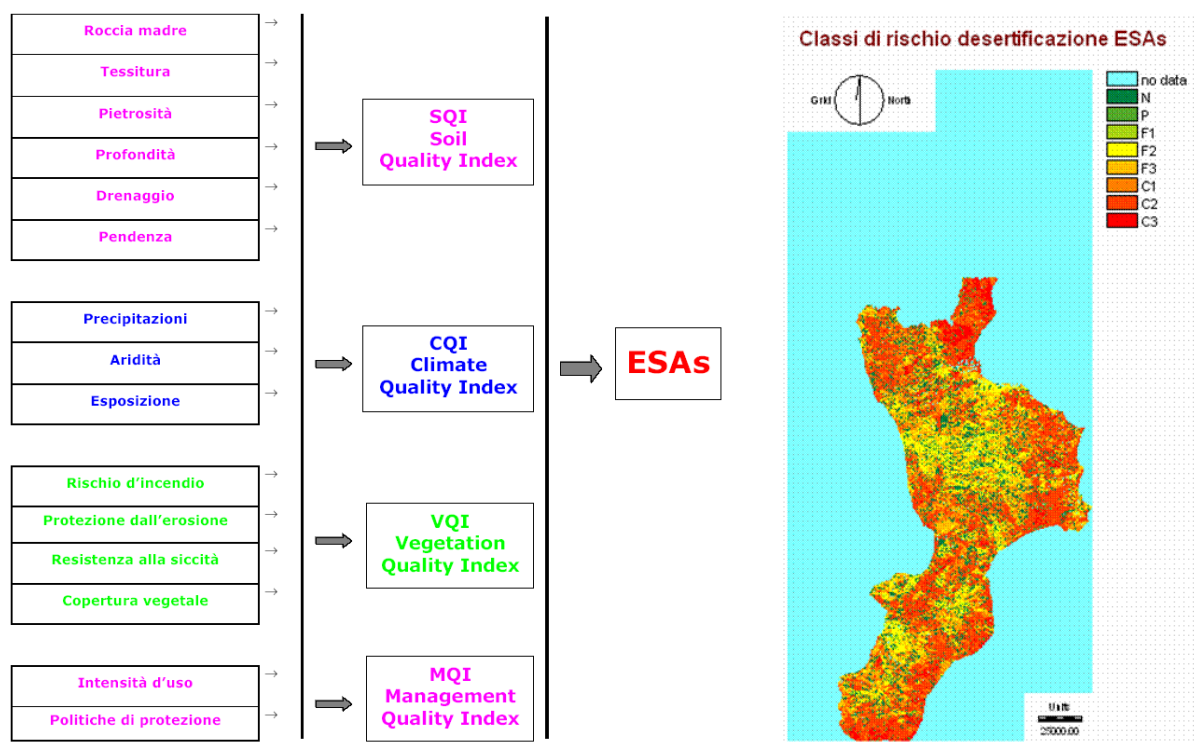 Roccia madre
Tessitura
Pietrosità
Profondità
Drenaggio
Pendenza
SQI
Soil
Quality Index
Precipitazioni
Aridità
Esposizione
CQI
Climate
Quality Index
Rischio d'incendio
Protezione dall'erosione
Resistenza alla siccità
Copertura vegetale
VQI
Vegetation
Quality Index
Intensità d'uso
Politiche di protezione
MQI
Management
Quality Index
ESAs
Classi di rischio desertificazione ESAs
Grid North
no data
N
P
F1
F2
F3
C1
C2
C3
Units
25000.00